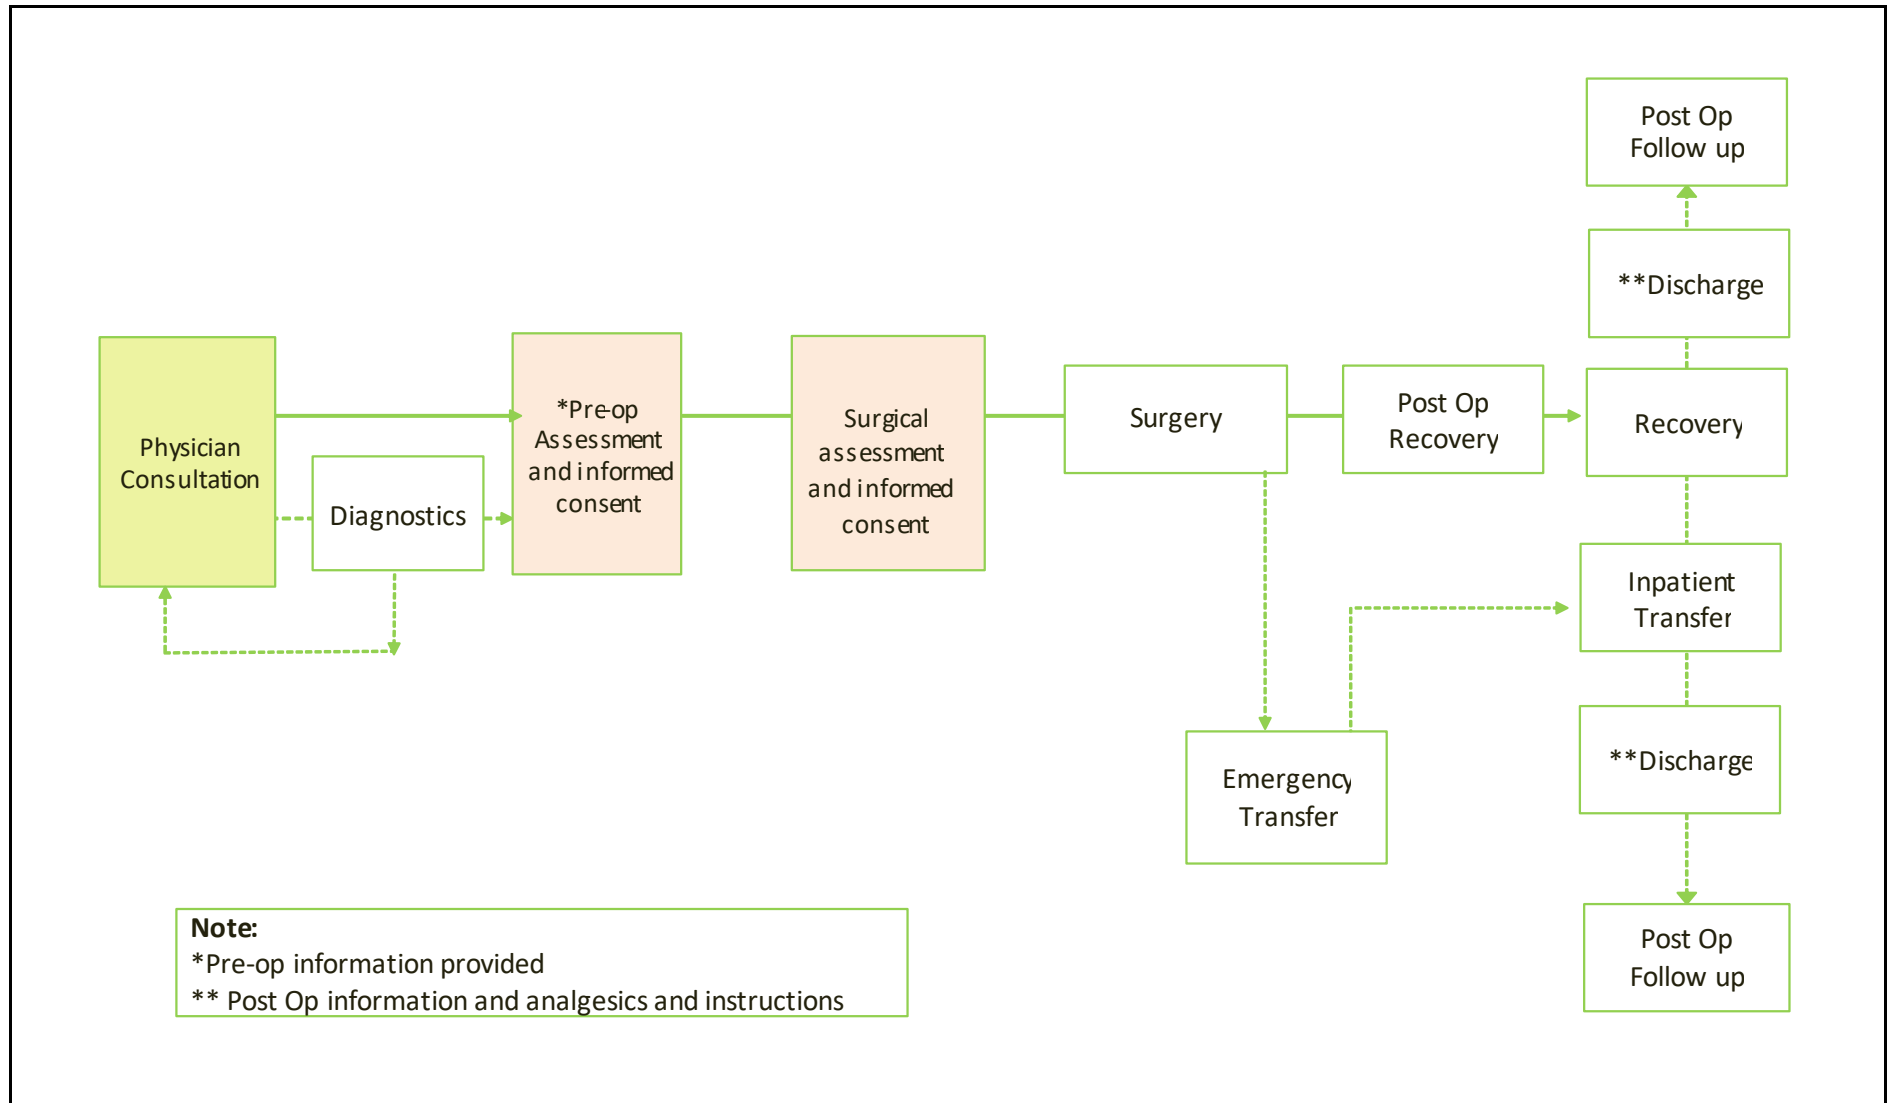 Physician
Consultation
Diagnostics
*Pre-op
Assessment
and informed
consent
Surgical
assessment
and informed
consent
Surgery
Post Op
Recovery
Recovery
**Discharge
Post Op
Follow up
Inpatient
Transfer
**Discharge
Post Op
Follow up
Emergency
Transfer
Note:
*Pre-op information provided
** Post Op information and analgesics and instructions